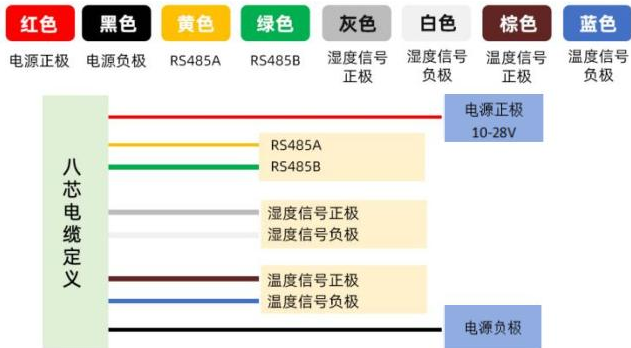 红色 黑色 黄色 绿色 灰色 白色 棕色 蓝色
电源正极 电源负极 RS485A RS485B 湿度信号 湿度信号 温度信号 温度信号
正极 负极 正极 负极
电源正极
10-28V
RS485A
RS485B
八芯电缆定义
湿度信号正极
湿度信号负极
温度信号正极
温度信号负极
电源负极